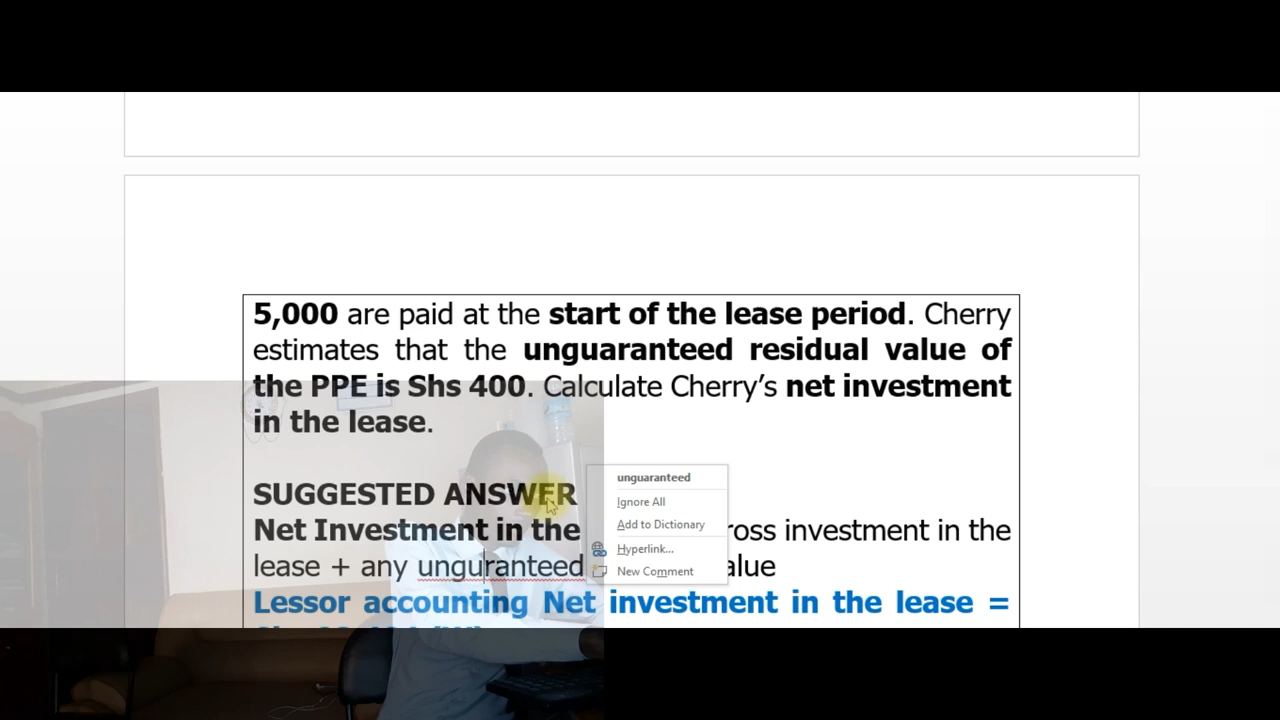 5,000 are paid at the start of the lease period. Cherry
estimates that the unguaranteed residual value of
the PPE is Shs 400. Calculate Cherry’s net investment
in the lease.
SUGGESTED ANSWER
Net Investment in the ross investment in the
lease + any unguranteed alue
Lessor accounting Net investment in the lease =
unguaranteed
Ignore All
Add to Dictionary
Hyperlink...
New Comment